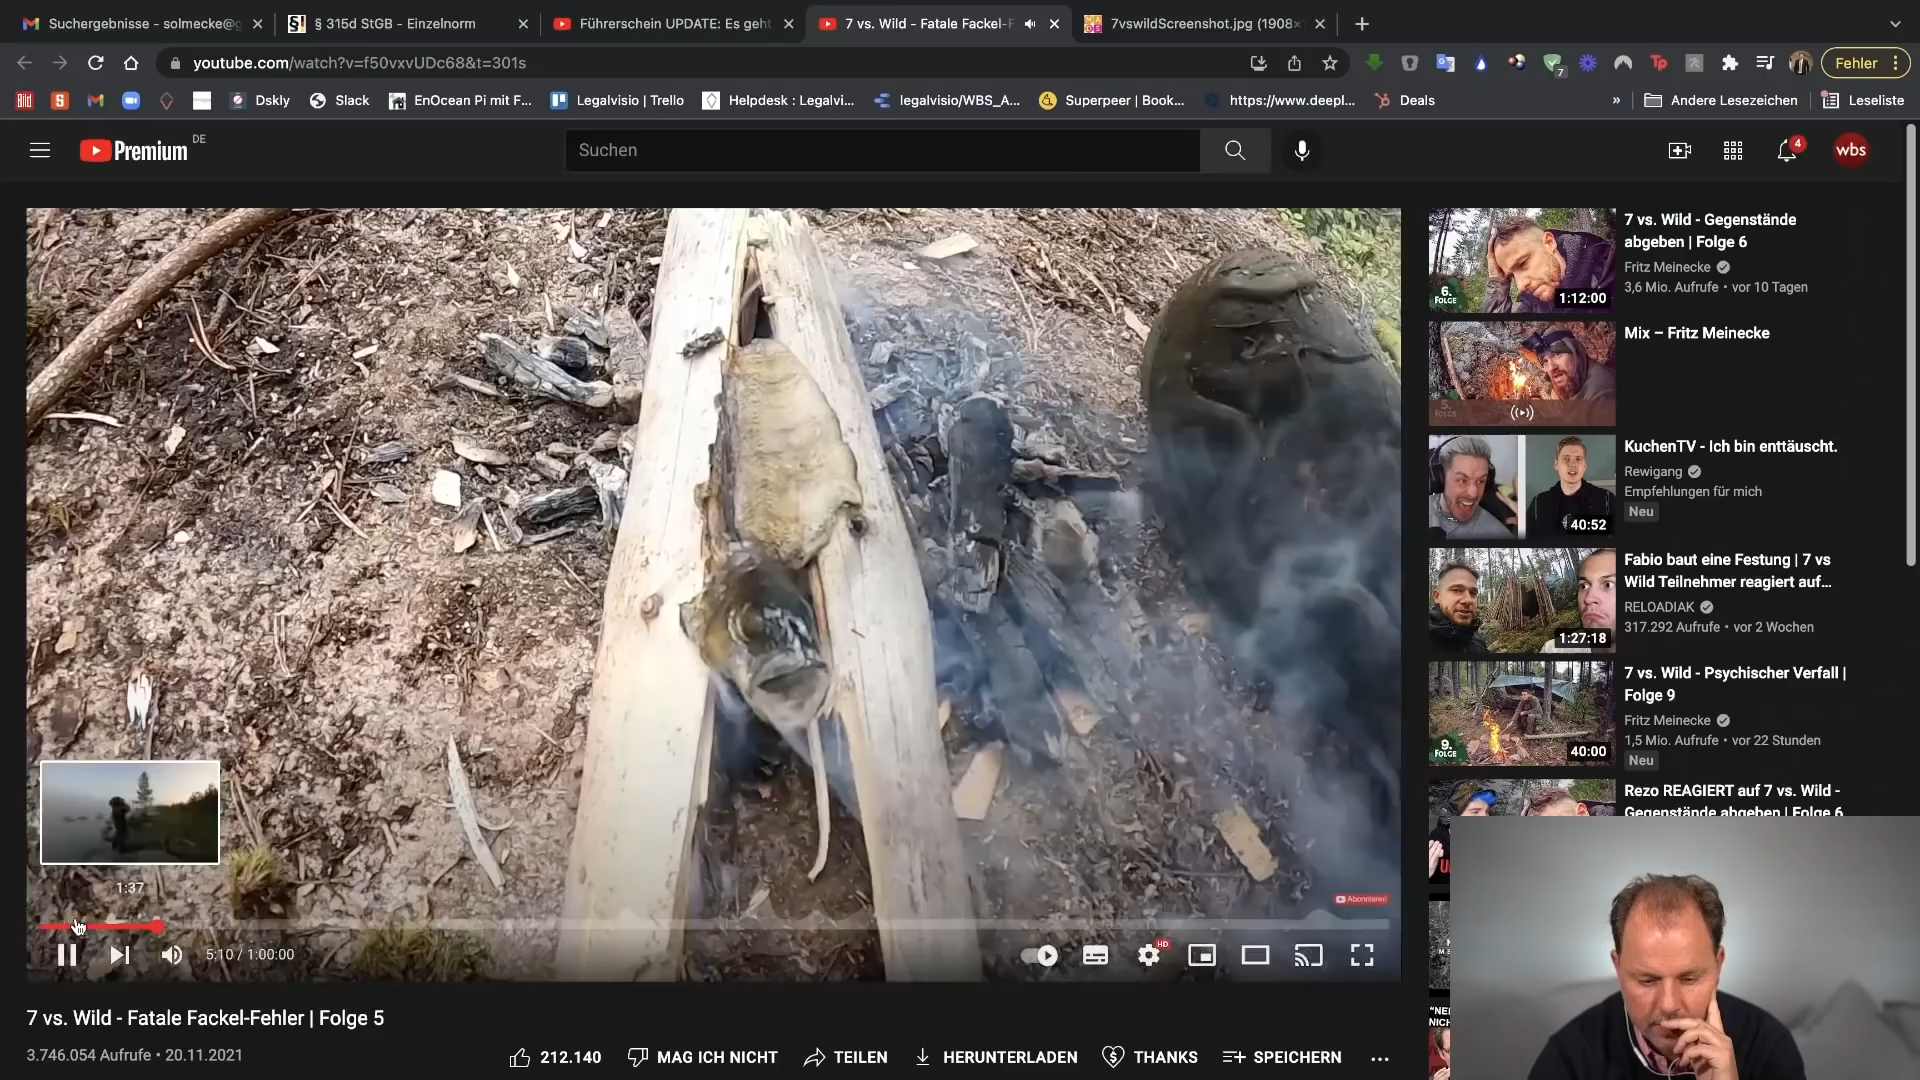 Suchergebnisse - solmecke@g
§ 315d StGB - Einzelnorm
Führerschein UPDATE: Es geht
7 vs. Wild - Fatale Fackel-F
7vswildScreenshot.jpg (1908×
youtube.com/watch?v=f50vxvUDc68&t=301s
7
Fehler
Bild
Dskly
Slack
EnOcean Pi mit F...
Legalvisio | Trello
Helpdesk : Legalvi...
legalvisio/WBS_A...
Superpeer | Book...
https://www.deepl...
Deals
»
Andere Lesezeichen
Leseliste
Premium DE
Suchen
4
wbs
7 vs. Wild - Gegenstände
abgeben | Folge 6
Fritz Meinecke
3,6 Mio. Aufrufe • vor 10 Tagen
6.
FOLGE
1:12:00
Mix – Fritz Meinecke
KuchenTV - Ich bin enttäuscht.
Rewigang
Empfehlungen für mich
Neu
40:52
Fabio baut eine Festung | 7 vs
Wild Teilnehmer reagiert auf...
RELOADIAK
317.292 Aufrufe • vor 2 Wochen
1:27:18
7 vs. Wild - Psychischer Verfall |
Folge 9
Fritz Meinecke
1,5 Mio. Aufrufe • vor 22 Stunden
Neu
9.
FOLGE
40:00
Rezo REAGIERT auf 7 vs. Wild -
Gegenstände abgeben | Folge 6
1:37
Abonnieren
5:10 / 1:00:00
HD
7 vs. Wild - Fatale Fackel-Fehler | Folge 5
3.746.054 Aufrufe • 20.11.2021
212.140
MAG ICH NICHT
TEILEN
HERUNTERLADEN
THANKS
SPEICHERN